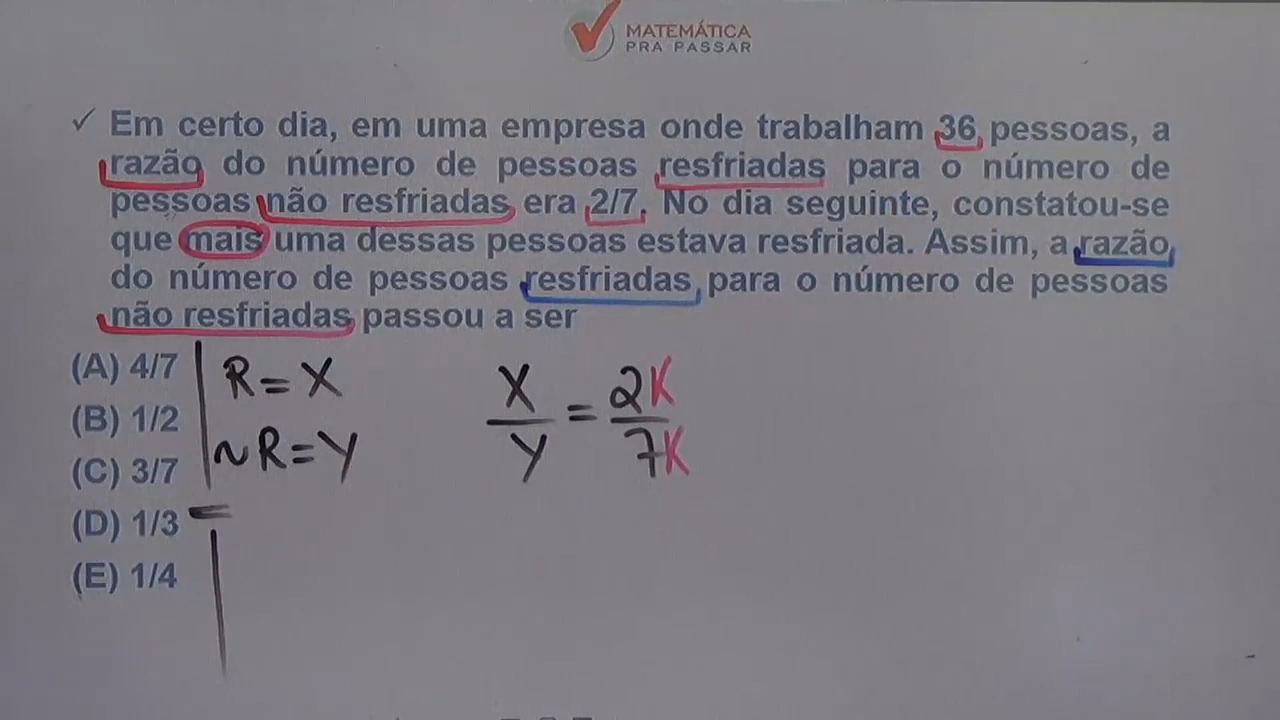 MATEMÁTICA
PRA PASSAR
✓ Em certo dia, em uma empresa onde trabalham 36 pessoas, a
razão do número de pessoas resfriadas para o número de
pessoas não resfriadas era 2/7. No dia seguinte, constatou-se
que mais uma dessas pessoas estava resfriada. Assim, a razão
do número de pessoas resfriadas para o número de pessoas
não resfriadas passou a ser
(A) 4/7
(B) 1/2
(C) 3/7
(D) 1/3
(E) 1/4
R = X
~R = Y
X/Y = 2K/7K